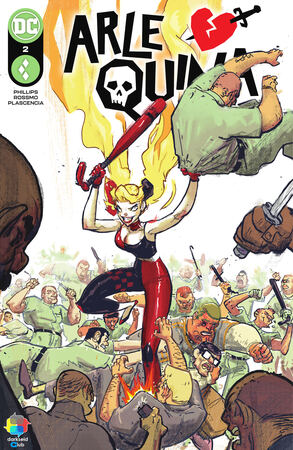 DC
ARLE
QUINA
2
PHILLIPS
ROSSMO
PLASCENCIA
darkseid
Club